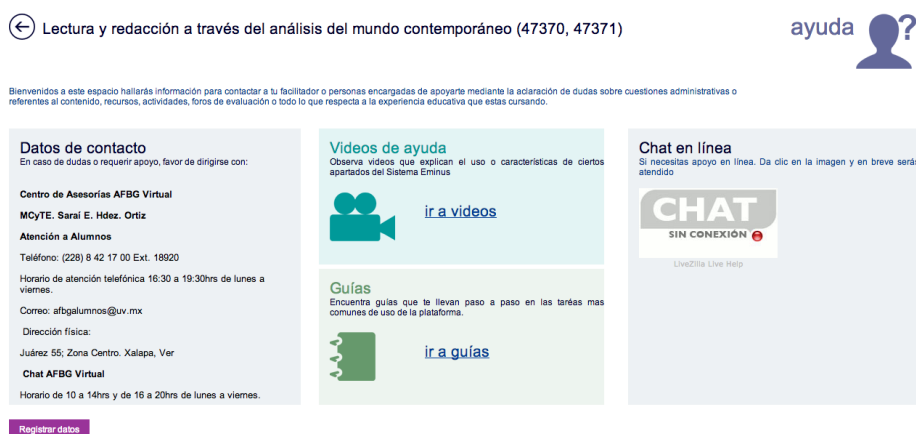 Lectura y redacción a través del análisis del mundo contemporáneo (47370, 47371)
ayuda
?
Bienvenidos a este espacio hallarás información para contactar a tu facilitador o personas encargadas de apoyarte mediante la aclaración de dudas sobre cuestiones administrativas o
referentes al contenido, recursos, actividades, foros de evaluación o todo lo que respecta a la experiencia educativa que estas cursando.
Datos de contacto
En caso de dudas o requerir apoyo, favor de dirigirse con:
Centro de Asesorías AFBG Virtual
MCyTE. Saraí E. Hdez. Ortiz
Atención a Alumnos
Teléfono: (228) 8 42 17 00 Ext. 18920
Horario de atención telefónica 16:30 a 19:30hrs de lunes a
viernes.
Correo: afbgalumnos@uv.mx
Dirección física:
Juárez 55; Zona Centro. Xalapa, Ver
Chat AFBG Virtual
Horario de 10 a 14hrs y de 16 a 20hrs de lunes a viernes.
Registrar datos
Videos de ayuda
Observa videos que explican el uso o características de ciertos
apartados del Sistema Eminus
ir a videos
Guías
Encuentra guías que te llevan paso a paso en las taréas mas
comunes de uso de la plataforma.
ir a guías
Chat en línea
Si necesitas apoyo en línea. Da clic en la imagen y en breve serás
atendido
CHAT
SIN CONEXIÓN
LiveZilla Live Help